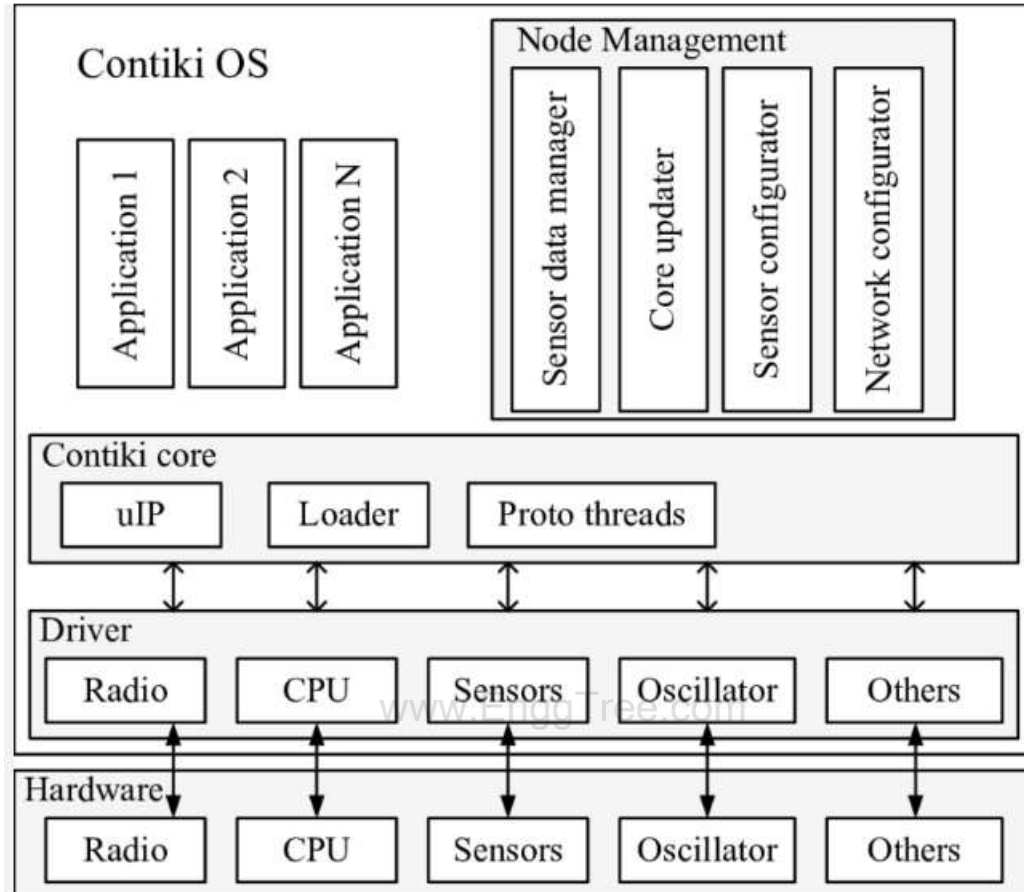 Contiki OS
Node Management
Application 1
Application 2
Application N
Sensor data manager
Core updater
Sensor configurator
Network configurator
Contiki core
uIP
Loader
Proto threads
Driver
Radio
CPU
Sensors
Oscillator
Others
www.EnggTree.com
Hardware
Radio
CPU
Sensors
Oscillator
Others